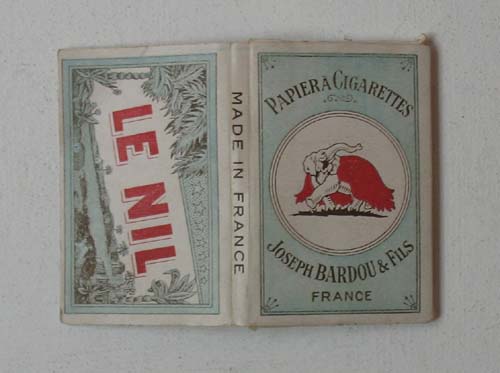 LE NIL
MADE IN FRANCE
PAPIER À CIGARETTES
JOSEPH BARDOU & FILS
FRANCE